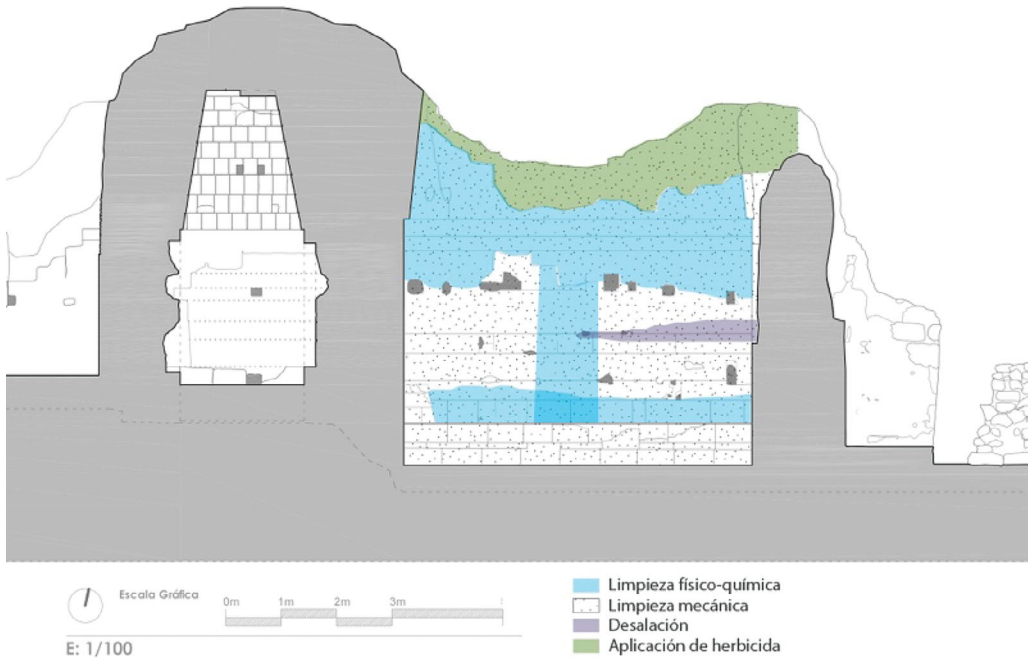 Escala Gráfica
0m 1m 2m 3m
E: 1/100
Limpieza físico-química
Limpieza mecánica
Desalación
Aplicación de herbicida